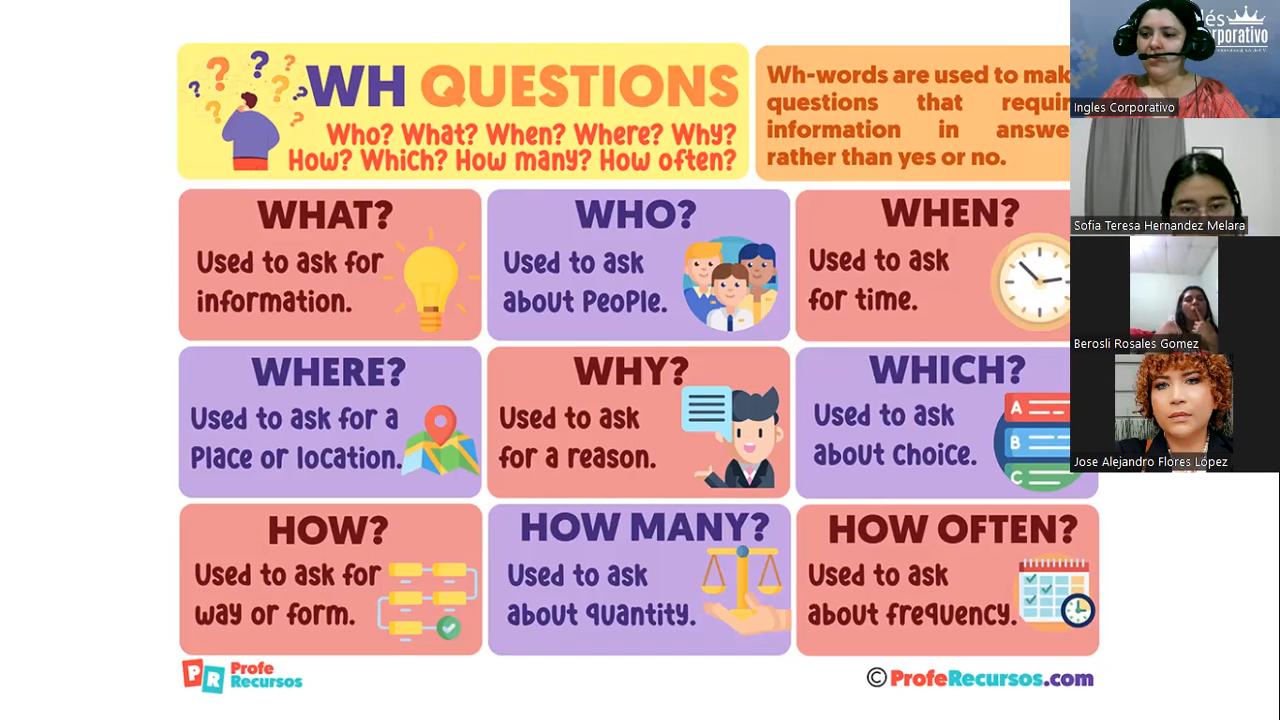 WH QUESTIONS
Who? What? When? Where? Why?
How? Which? How many? How often?
Wh-words are used to mak
questions that requir
information in answe
rather than yes or no.
WHAT?
Used to ask for
information.
WHO?
Used to ask
about People.
WHEN?
Used to ask
for time.
WHERE?
Used to ask for a
Place or location.
WHY?
Used to ask
for a reason.
WHICH?
Used to ask
about choice.
A
B
C
HOW?
Used to ask for
way or form.
HOW MANY?
Used to ask
about quantity.
HOW OFTEN?
Used to ask
about frequency.
PR Profe
Recursos
© ProfeRecursos.com
lés
orporativo
Ingles Corporativo
Sofía Teresa Hernandez Melara
Berosli Rosales Gomez
Jose Alejandro Flores López